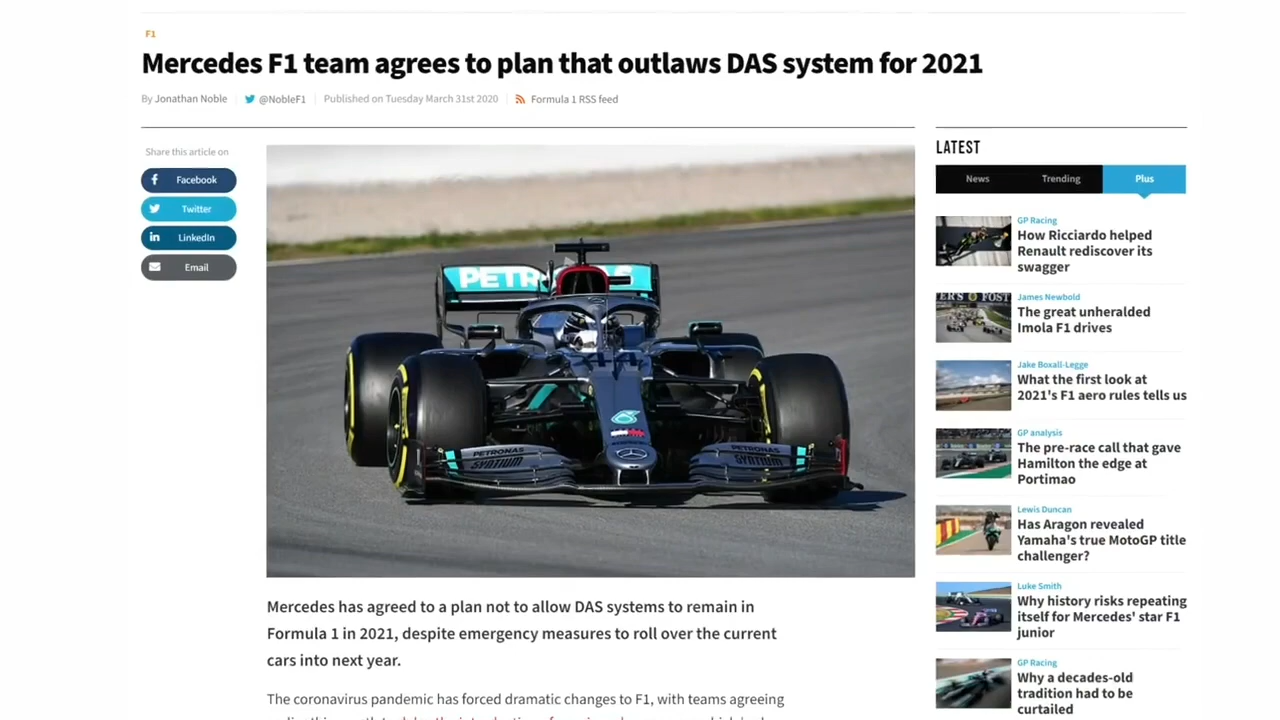 F1
Mercedes F1 team agrees to plan that outlaws DAS system for 2021
By Jonathan Noble
@NobleF1
Published on Tuesday March 31st 2020
Formula 1 RSS feed
Share this article on
Facebook
Twitter
LinkedIn
Email
PETR
44
PETRONAS
SYNTIUM
PETRONAS
SYNTIUM
Mercedes has agreed to a plan not to allow DAS systems to remain in
Formula 1 in 2021, despite emergency measures to roll over the current
cars into next year.
The coronavirus pandemic has forced dramatic changes to F1, with teams agreeing
LATEST
News
Trending
Plus
GP Racing
How Ricciardo helped
Renault rediscover its
swagger
James Newbold
The great unheralded
Imola F1 drives
Jake Boxall-Legge
What the first look at
2021's F1 aero rules tells us
GP analysis
The pre-race call that gave
Hamilton the edge at
Portimao
Lewis Duncan
Has Aragon revealed
Yamaha's true MotoGP title
challenger?
Luke Smith
Why history risks repeating
itself for Mercedes' star F1
junior
GP Racing
Why a decades-old
tradition had to be
curtailed